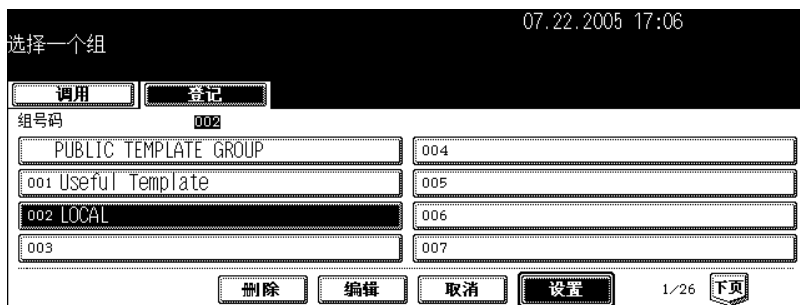 07.22.2005 17:06
选择一个组
调用 登记
组号码 002
PUBLIC TEMPLATE GROUP 004
001 Useful Template 005
002 LOCAL 006
003 007
删除 编辑 取消 设置 1/26 下页